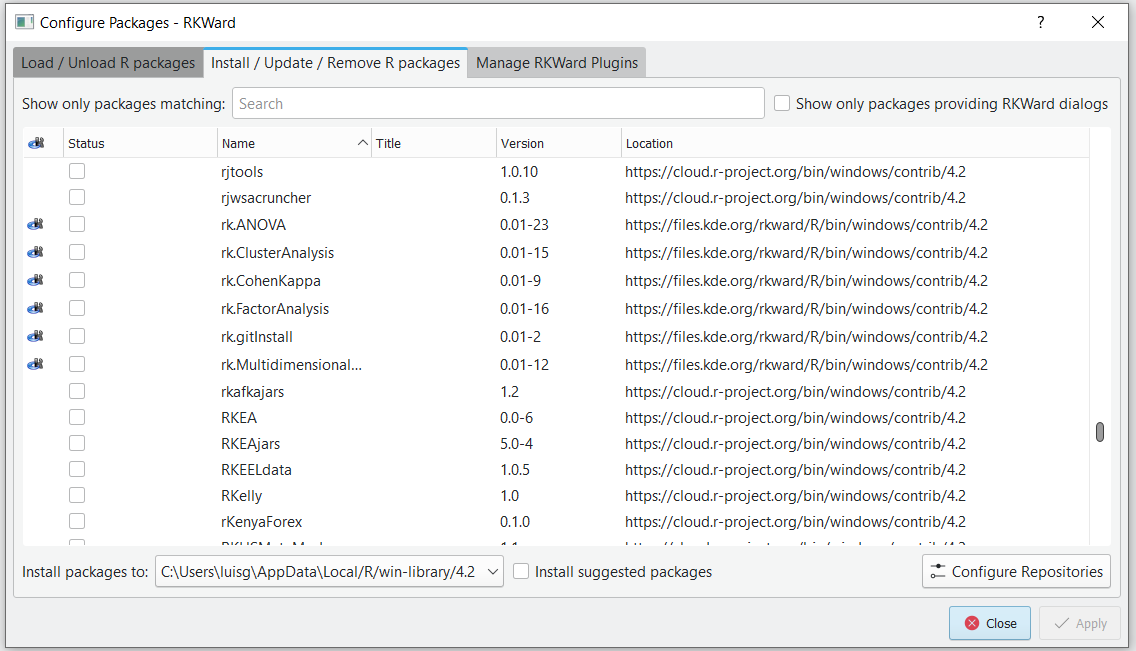 Configure Packages - RKWard
?
Load / Unload R packages Install / Update / Remove R packages Manage RKWard Plugins
Show only packages matching: Search Show only packages providing RKWard dialogs
Status Name Title Version Location
rjtools 1.0.10 https://cloud.r-project.org/bin/windows/contrib/4.2
rjwsacruncher 0.1.3 https://cloud.r-project.org/bin/windows/contrib/4.2
rk.ANOVA 0.01-23 https://files.kde.org/rkward/R/bin/windows/contrib/4.2
rk.ClusterAnalysis 0.01-15 https://files.kde.org/rkward/R/bin/windows/contrib/4.2
rk.CohenKappa 0.01-9 https://files.kde.org/rkward/R/bin/windows/contrib/4.2
rk.FactorAnalysis 0.01-16 https://files.kde.org/rkward/R/bin/windows/contrib/4.2
rk.gitInstall 0.01-2 https://files.kde.org/rkward/R/bin/windows/contrib/4.2
rk.Multidimensional... 0.01-12 https://files.kde.org/rkward/R/bin/windows/contrib/4.2
rkafkajars 1.2 https://cloud.r-project.org/bin/windows/contrib/4.2
RKEA 0.0-6 https://cloud.r-project.org/bin/windows/contrib/4.2
RKEAjars 5.0-4 https://cloud.r-project.org/bin/windows/contrib/4.2
RKEELdata 1.0.5 https://cloud.r-project.org/bin/windows/contrib/4.2
RKelly 1.0 https://cloud.r-project.org/bin/windows/contrib/4.2
rKenyaForex 0.1.0 https://cloud.r-project.org/bin/windows/contrib/4.2
Install packages to: C:\Users\luisg\AppData\Local/R/win-library/4.2 Install suggested packages Configure Repositories
Close Apply